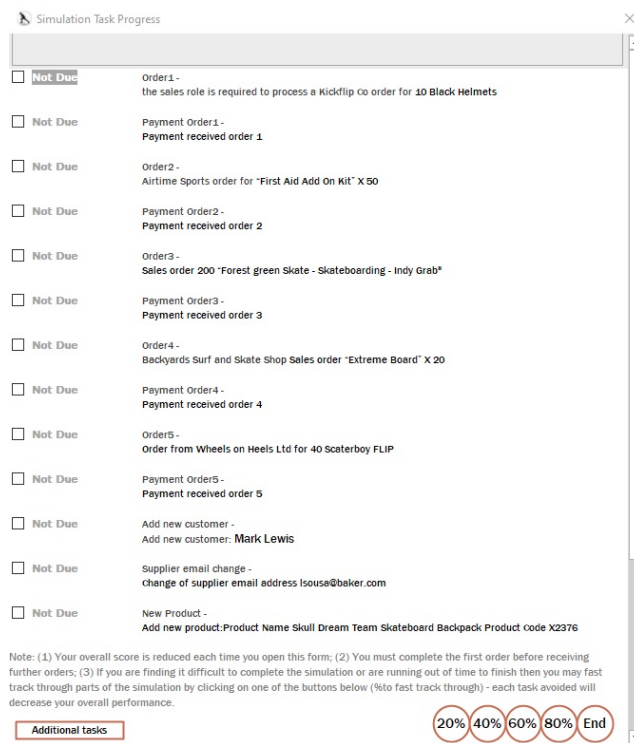 Simulation Task Progress
Not Due Order1 -
the sales role is required to process a Kickflip Co order for 10 Black Helmets
Not Due Payment Order1 -
Payment received order 1
Not Due Order2 -
Airtime Sports order for "First Aid Add On Kit" X 50
Not Due Payment Order2 -
Payment received order 2
Not Due Order3 -
Sales order 200 "Forest green Skate - Skateboarding - Indy Grab"
Not Due Payment Order3 -
Payment received order 3
Not Due Order4 -
Backyards Surf and Skate Shop Sales order "Extreme Board" X 20
Not Due Payment Order4 -
Payment received order 4
Not Due Order5 -
Order from Wheels on Heels Ltd for 40 Scaterboy FLIP
Not Due Payment Order5 -
Payment received order 5
Not Due Add new customer -
Add new customer: Mark Lewis
Not Due Supplier email change -
Change of supplier email address lsousa@baker.com
Not Due New Product -
Add new product:Product Name Skull Dream Team Skateboard Backpack Product Code X2376
Note: (1) Your overall score is reduced each time you open this form; (2) You must complete the first order before receiving
further orders; (3) If you are finding it difficult to complete the simulation or are running out of time to finish then you may fast
track through parts of the simulation by clicking on one of the buttons below (%to fast track through) - each task avoided will
decrease your overall performance.
Additional tasks 20% 40% 60% 80% End